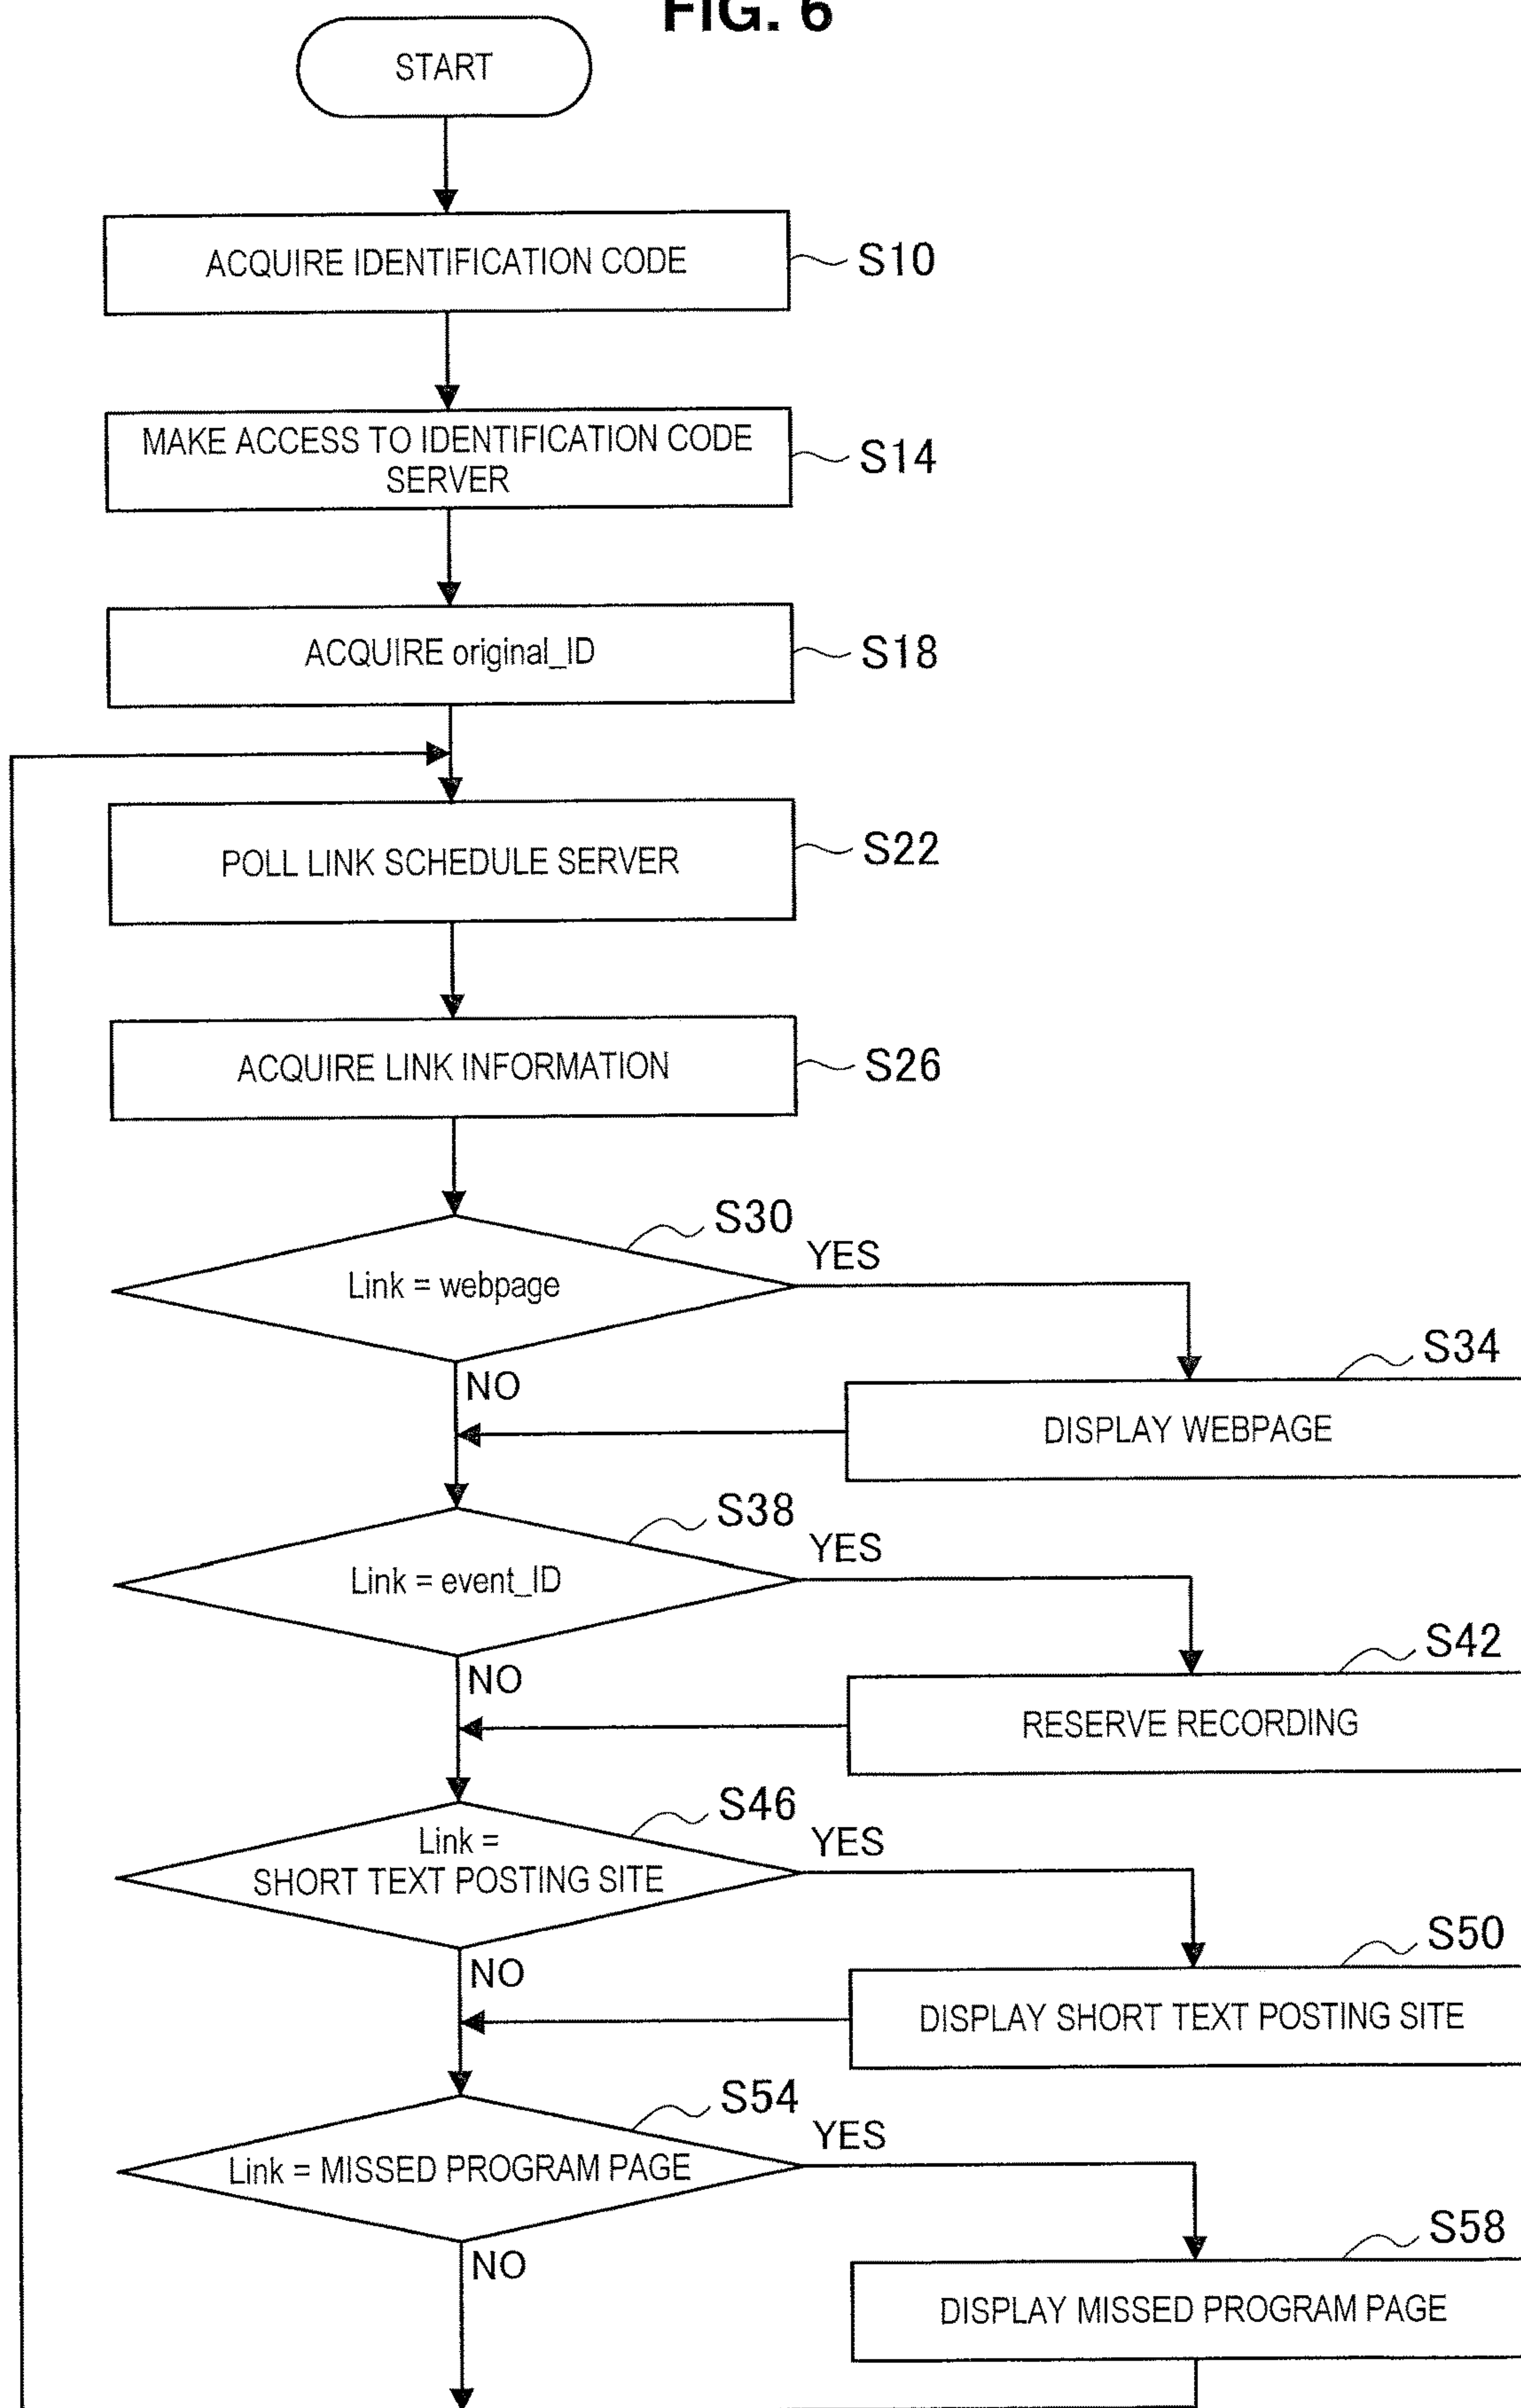 FIG. 6
START
ACQUIRE IDENTIFICATION CODE
S10
MAKE ACCESS TO IDENTIFICATION CODE
SERVER
S14
ACQUIRE original_ID
S18
POLL LINK SCHEDULE SERVER
S22
ACQUIRE LINK INFORMATION
S26
S30
YES
Link = webpage
NO
S34
DISPLAY WEBPAGE
S38
YES
Link = event_ID
NO
S42
RESERVE RECORDING
S46
YES
Link =
SHORT TEXT POSTING SITE
NO
S50
DISPLAY SHORT TEXT POSTING SITE
S54
YES
Link = MISSED PROGRAM PAGE
NO
S58
DISPLAY MISSED PROGRAM PAGE